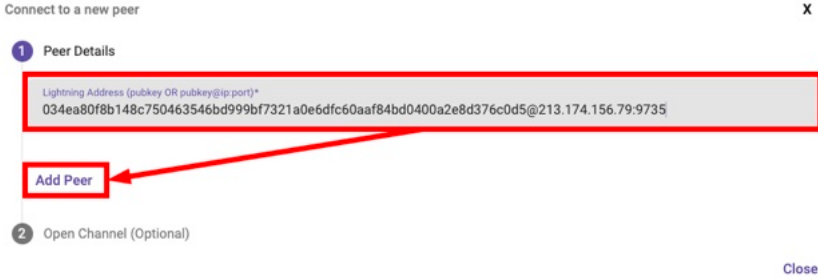 Connect to a new peer
X
1 Peer Details
Lightning Address (pubkey OR pubkey@ip:port)*
034ea80f8b148c750463546bd999bf7321a0e6dfc60aaf84bd0400a2e8d376c0d5@213.174.156.79:9735
Add Peer
2 Open Channel (Optional)
Close